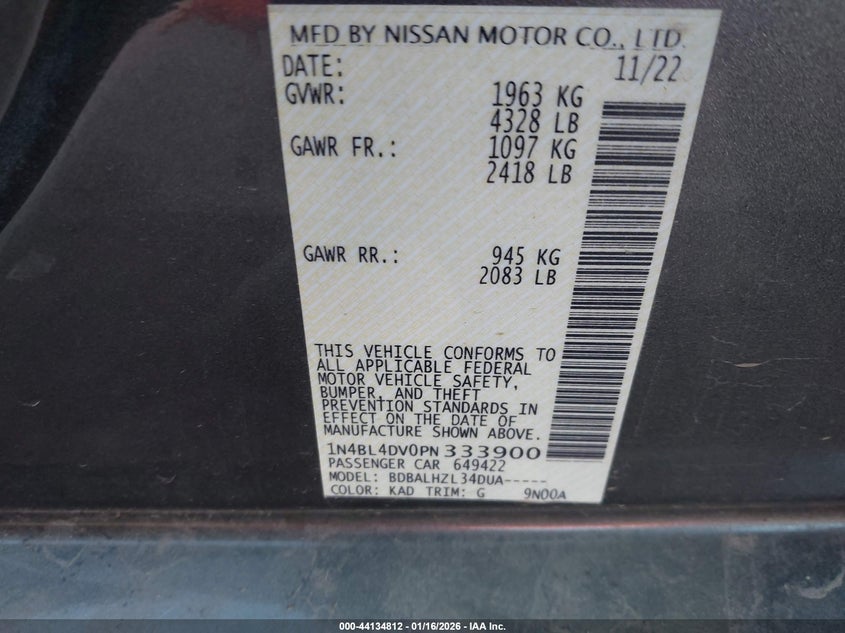 MFD BY NISSAN MOTOR CO., LTD.
DATE: 11/22
GVWR: 1963 KG
4328 LB
GAWR FR.: 1097 KG
2418 LB
GAWR RR.: 945 KG
2083 LB
THIS VEHICLE CONFORMS TO
ALL APPLICABLE FEDERAL
MOTOR VEHICLE SAFETY,
BUMPER, AND THEFT
PREVENTION STANDARDS IN
EFFECT ON THE DATE OF
MANUFACTURE SHOWN ABOVE.
1N4BL4DV0PN333900
PASSENGER CAR 649422
MODEL: BDBALHZL34DUA-----
COLOR: KAD TRIM: G 9N00A
000-44134812 - 01/16/2026 - IAA Inc.